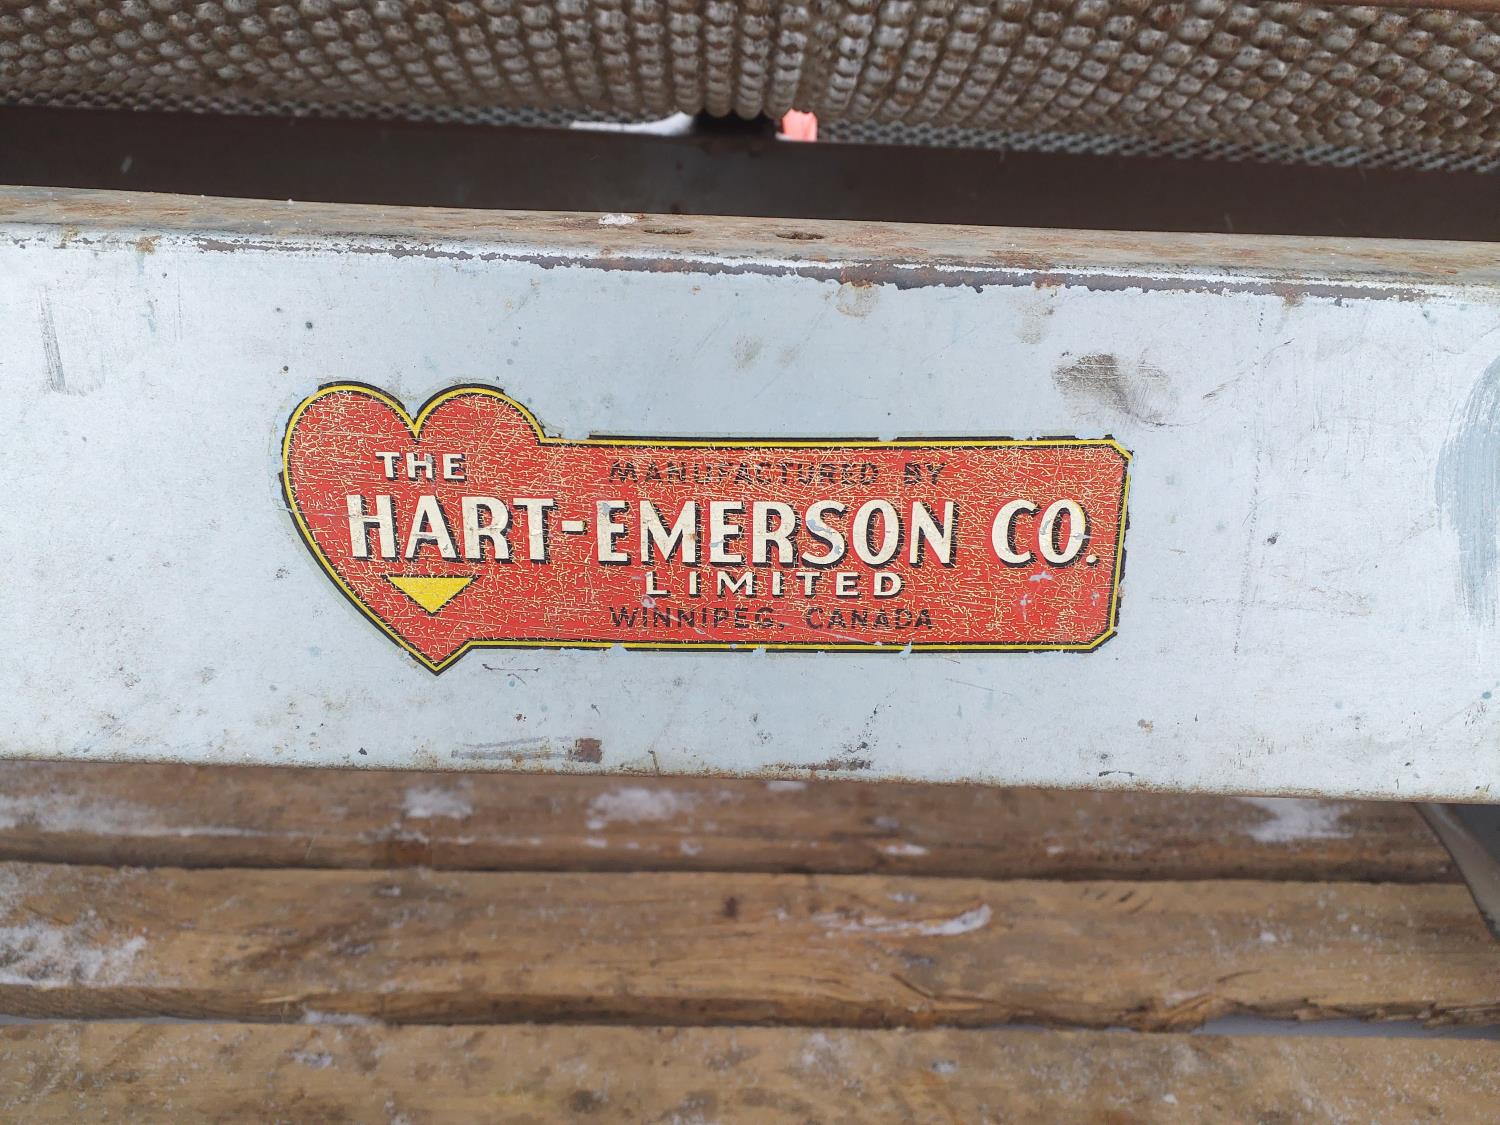 THE
MANUFACTURED BY
HART-EMERSON CO.
LIMITED
WINNIPEG, CANADA